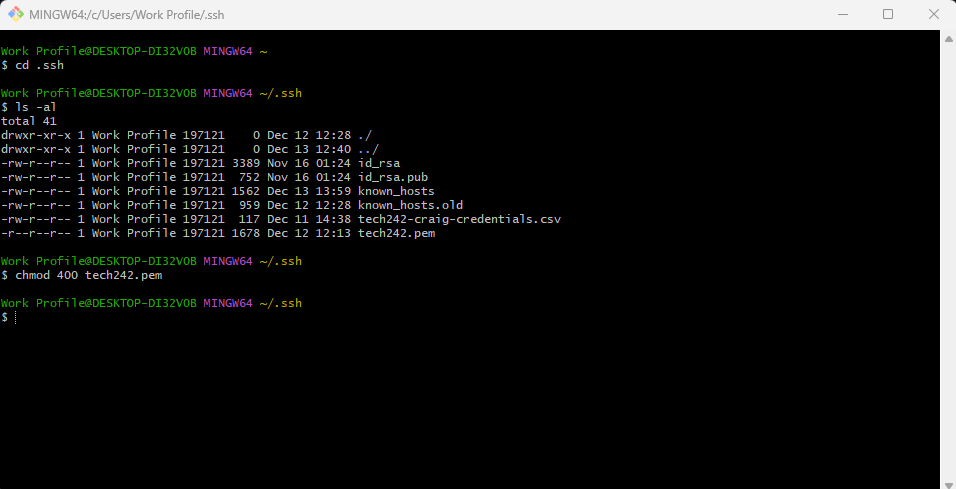 MINGW64:/c/Users/Work Profile/.ssh
Work Profile@DESKTOP-DI32VOB MINGW64 ~
$ cd .ssh
Work Profile@DESKTOP-DI32VOB MINGW64 ~/.ssh
$ ls -al
total 41
drwxr-xr-x 1 Work Profile 197121    0 Dec 12 12:28 ./
drwxr-xr-x 1 Work Profile 197121    0 Dec 13 12:40 ../
-rw-r--r-- 1 Work Profile 197121 3389 Nov 16 01:24 id_rsa
-rw-r--r-- 1 Work Profile 197121  752 Nov 16 01:24 id_rsa.pub
-rw-r--r-- 1 Work Profile 197121 1562 Dec 13 13:59 known_hosts
-rw-r--r-- 1 Work Profile 197121  959 Dec 12 12:28 known_hosts.old
-rw-r--r-- 1 Work Profile 197121  117 Dec 11 14:38 tech242-craig-credentials.csv
-r--r--r-- 1 Work Profile 197121 1678 Dec 12 12:13 tech242.pem
Work Profile@DESKTOP-DI32VOB MINGW64 ~/.ssh
$ chmod 400 tech242.pem
Work Profile@DESKTOP-DI32VOB MINGW64 ~/.ssh
$